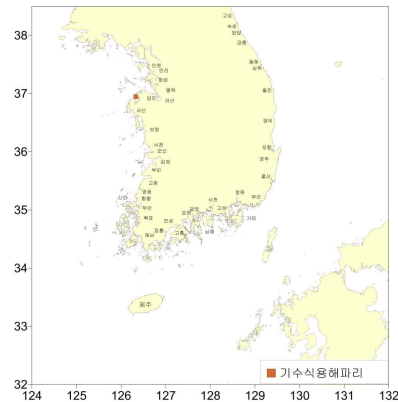 38
37
36
35
34
33
32
고성
속초
양양
강릉
동해
삼척
인천
안산
화성
평택
당진
아산
서산
울진
보령
영덕
서천
군산
포항
김제
경주
부안
고창
울산
영광
함평
신안
무안
목포
해남
강릉
보성
고흥
순천
광양
여수
남해
사천
고성
창원
부산
거제
제주
기수식용해파리
124
125
126
127
128
129
130
131
132